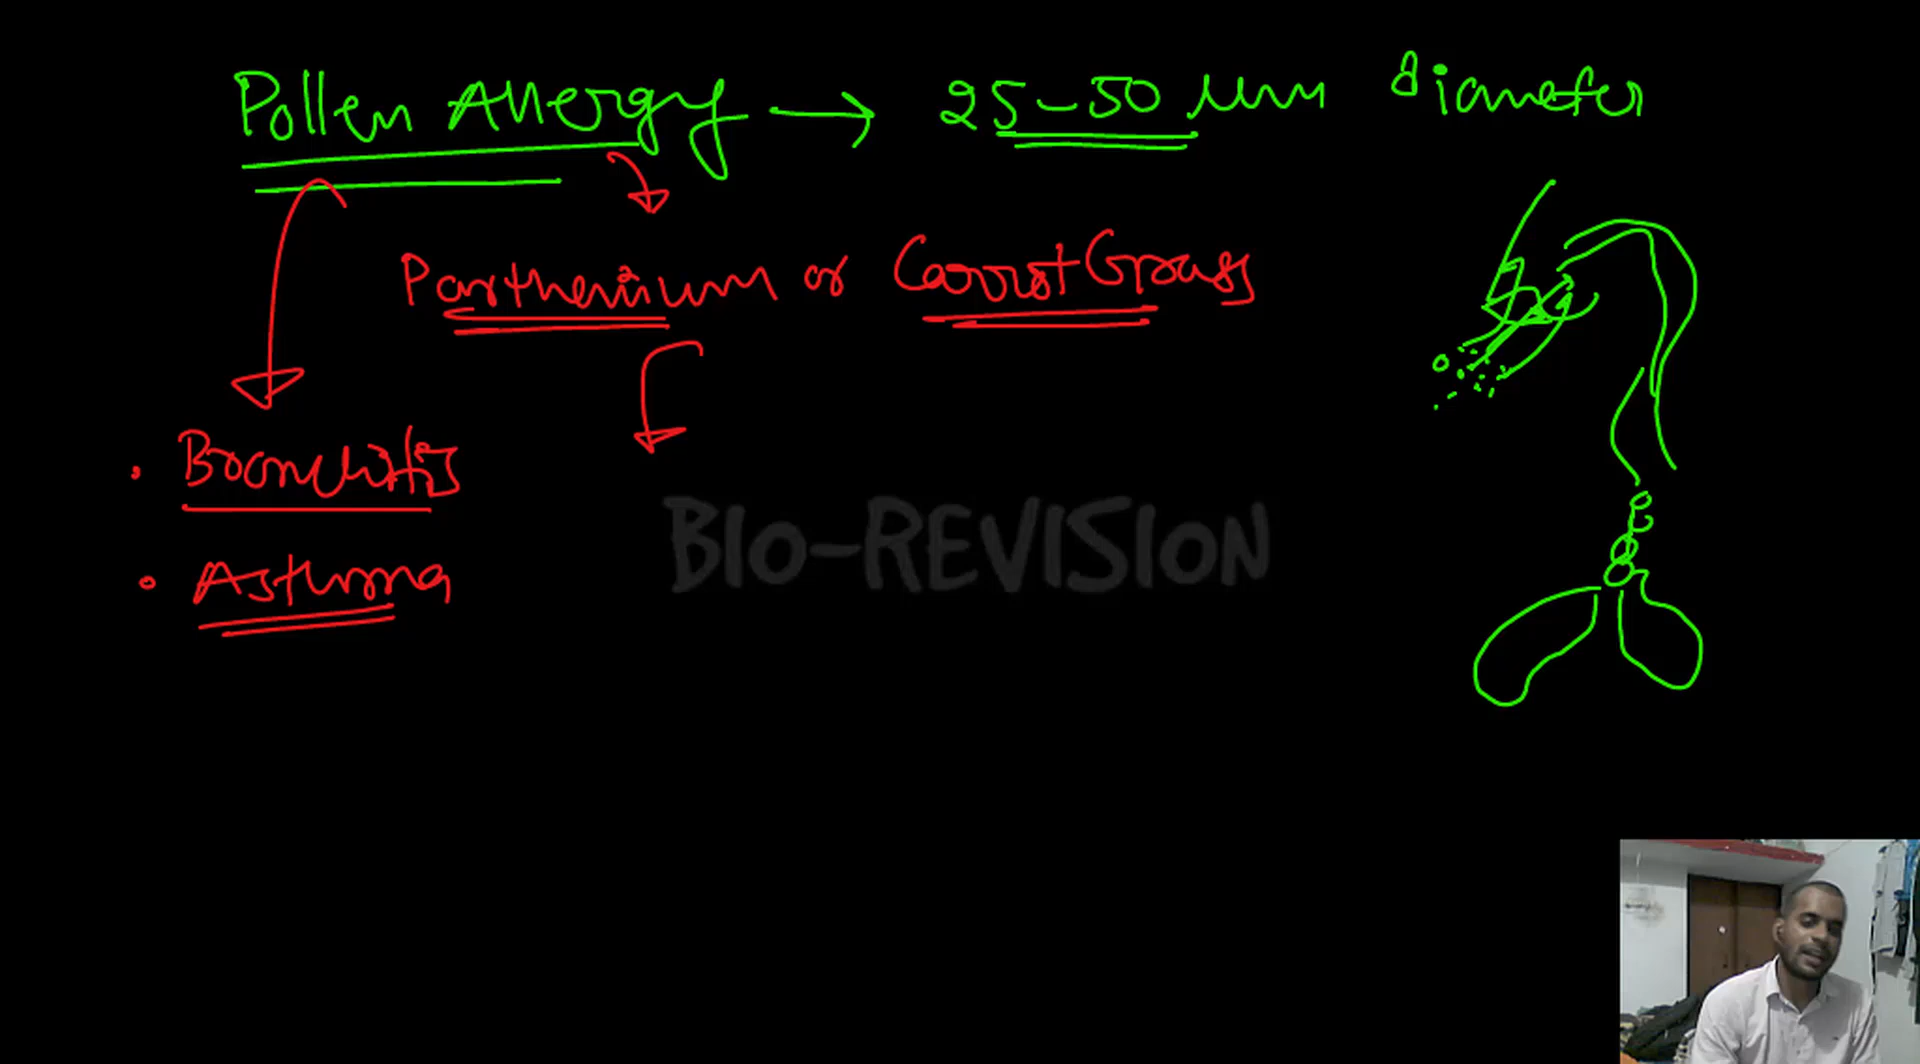 Pollen Allergy → 25-50 μm diameter
Parthenium or Carrot Grass
• Bronchitis
• Asthma
BIO-REVISION